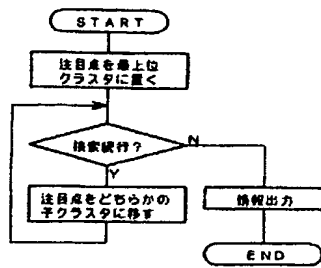 START
注目点を最上位
クラスタに置く
検索続行?
N
Y
注目点をどちらかの
子クラスタに移す
情報出力
END